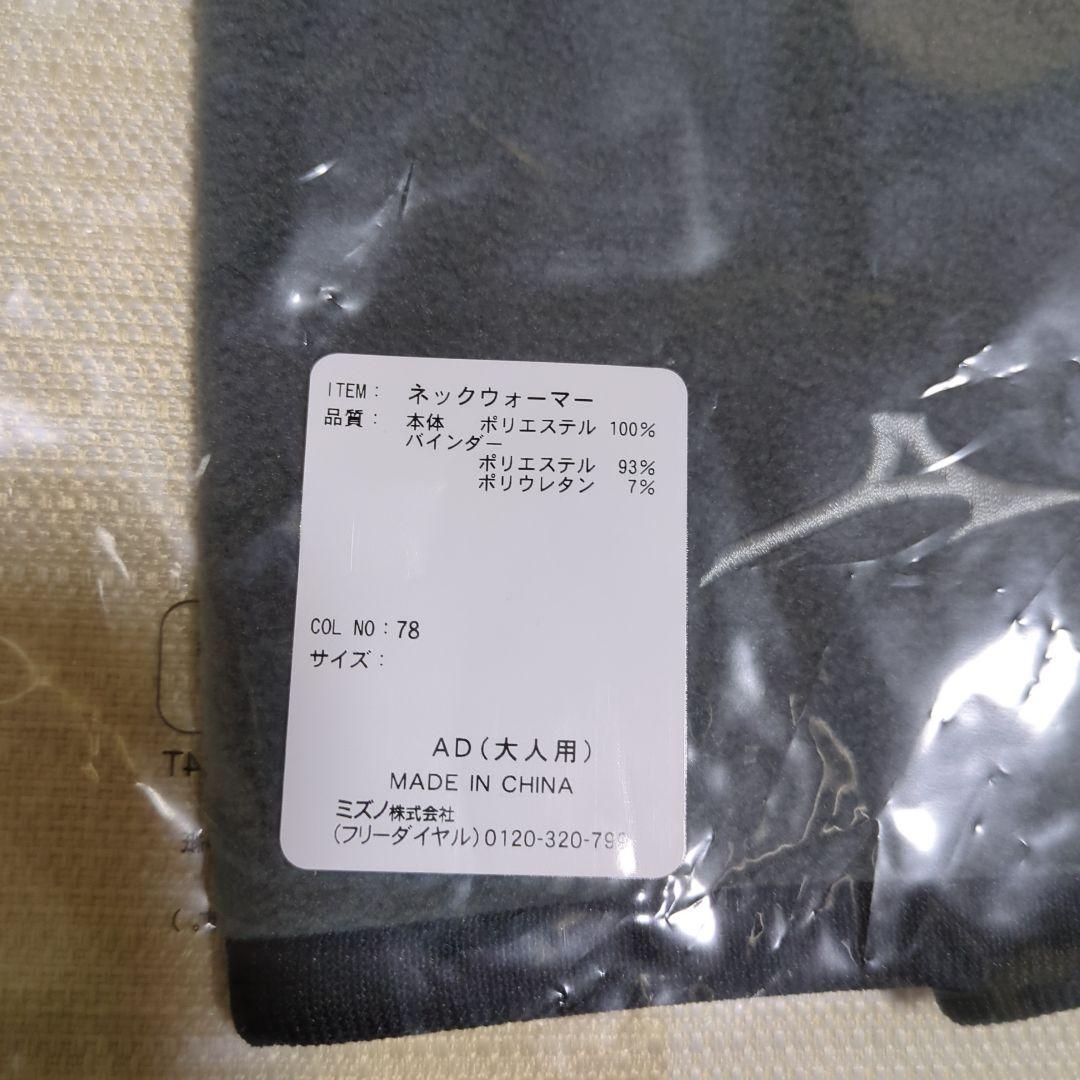 ITEM： ネックウォーマー
品質： 本体 ポリエステル 100%
バインダー
ポリエステル 93%
ポリウレタン 7%
COL NO：78
サイズ：
AD(大人用)
MADE IN CHINA
ミズノ株式会社
(フリーダイヤル)0120-320-799
TA